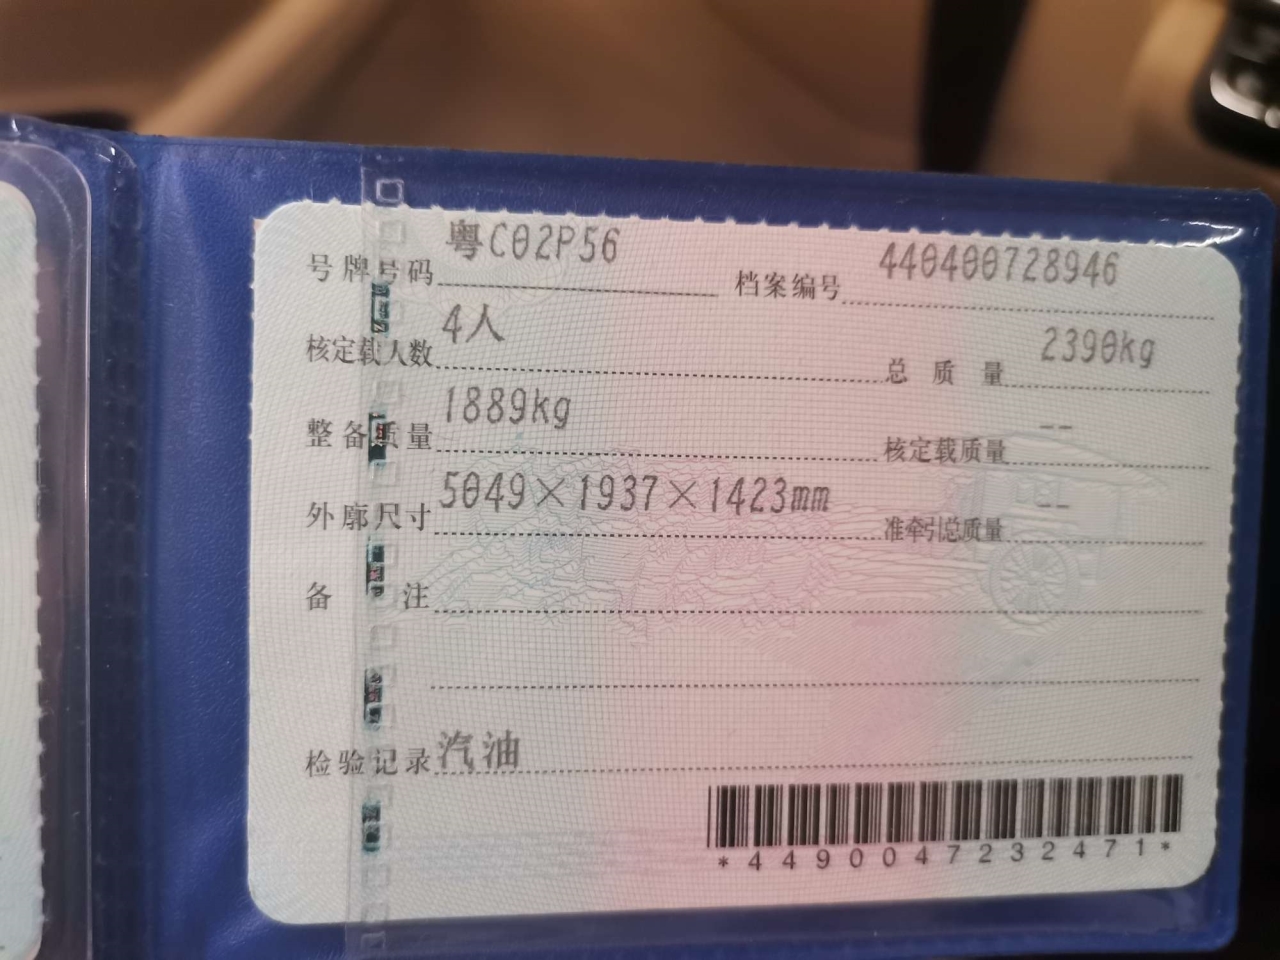 号牌号码 粤C02P56 档案编号 440400728946
核定载人数 4人 总质量 2390kg
整备质量 1889kg 核定载质量 --
外廓尺寸 5049×1937×1423mm 准牵引总质量 --
备注
检验记录 汽油
*4490047232471*